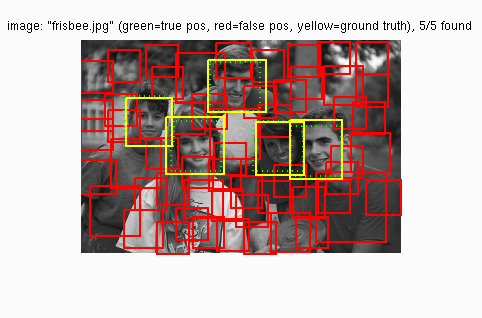 image: "frisbee.jpg" (green=true pos, red=false pos, yellow=ground truth), 5/5 found